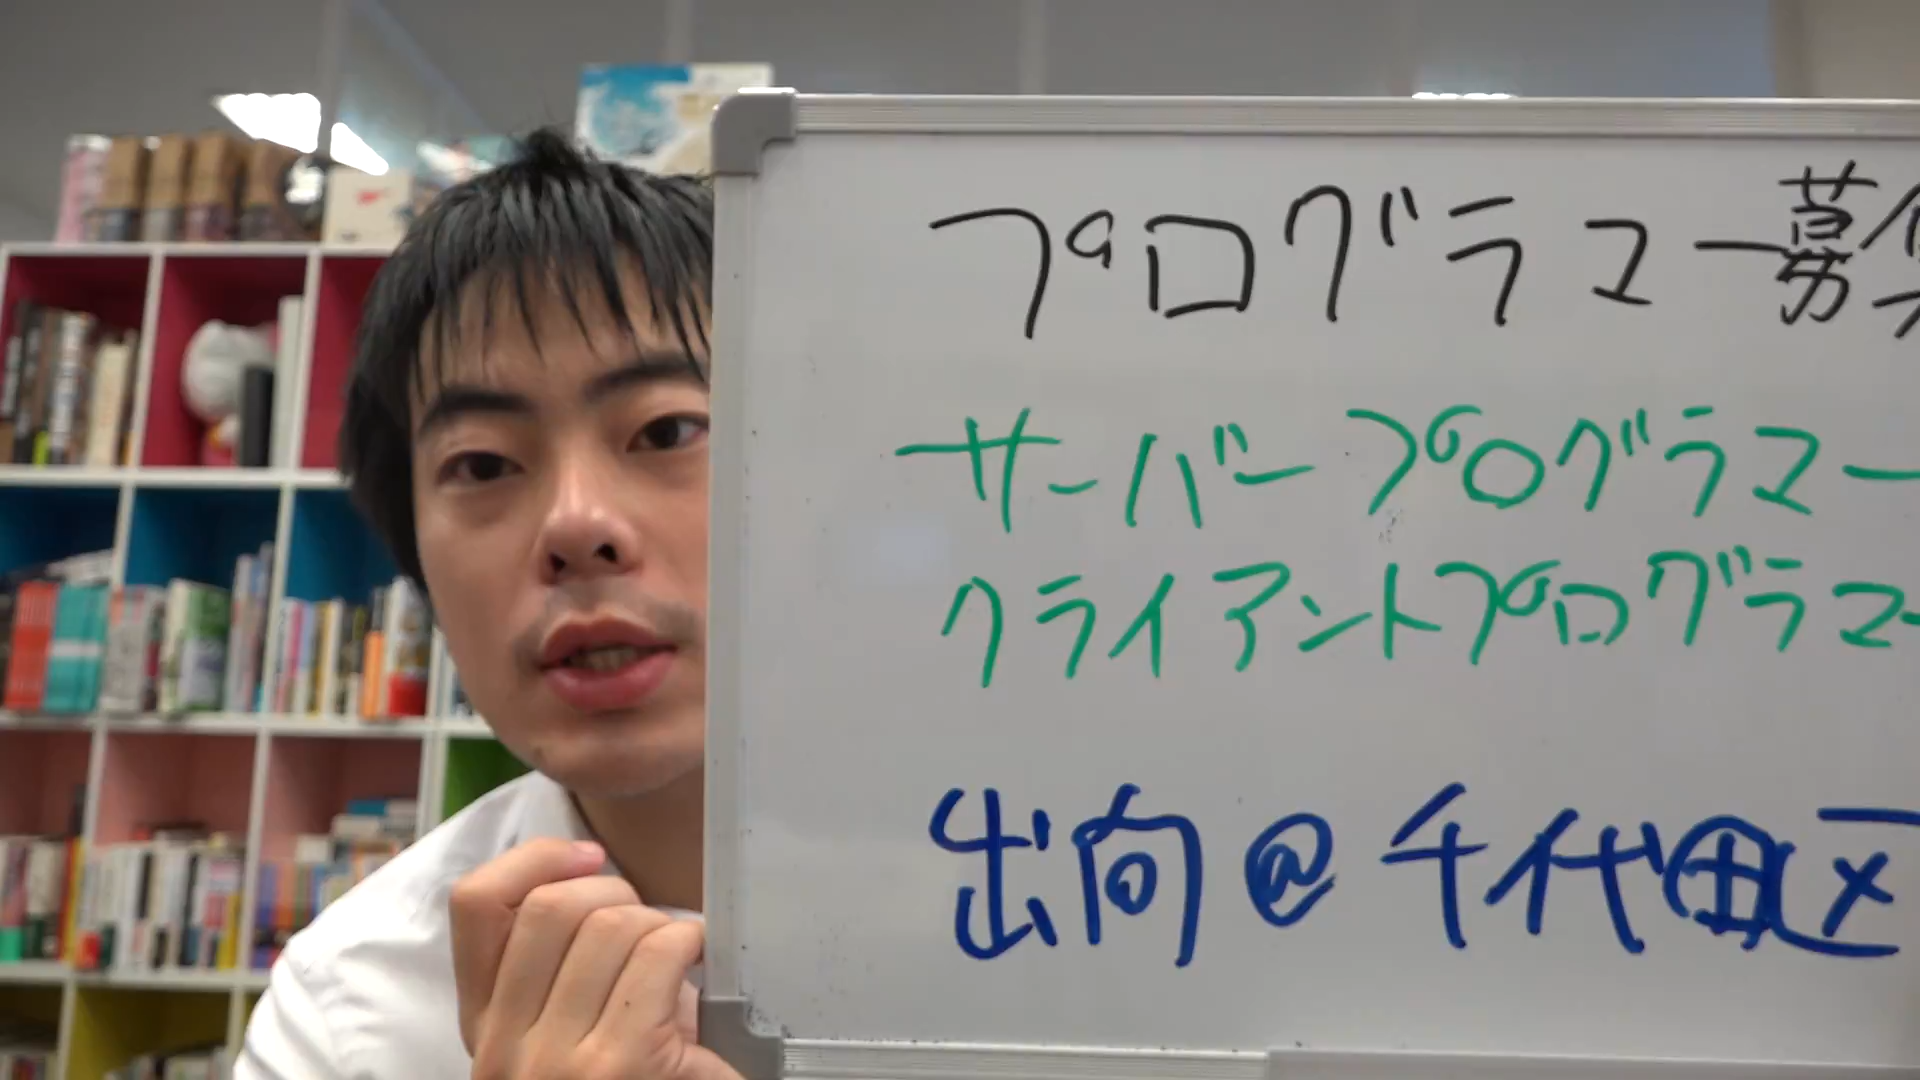 プログラマー募集
サーバープログラマー
クライアントプログラマー
出向@千代田区